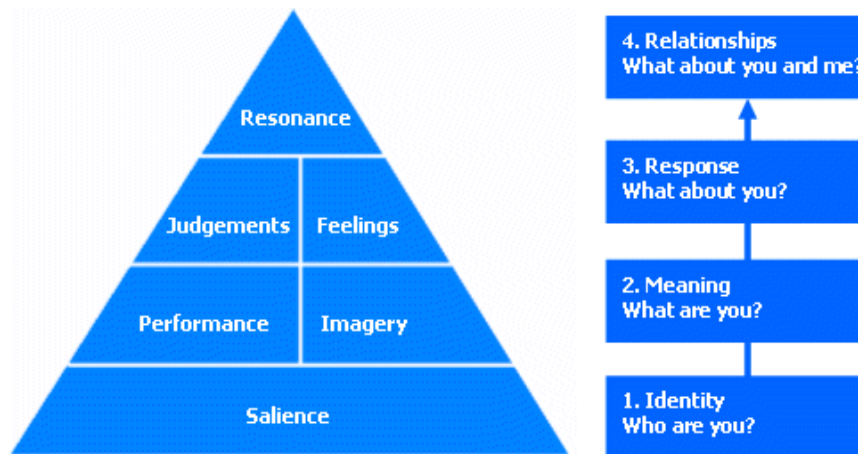 Resonance
Judgements
Feelings
Performance
Imagery
Salience
4. Relationships
What about you and me?
3. Response
What about you?
2. Meaning
What are you?
1. Identity
Who are you?